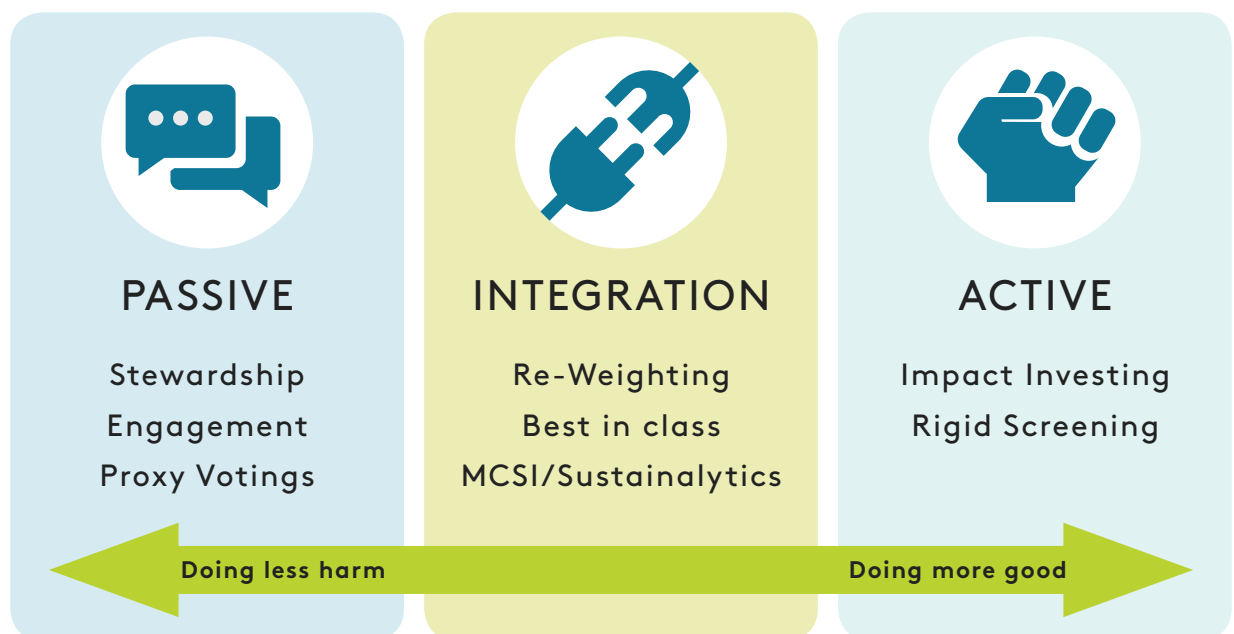 PASSIVE
Stewardship
Engagement
Proxy Votings
INTEGRATION
Re-Weighting
Best in class
MCSI/Sustainalytics
ACTIVE
Impact Investing
Rigid Screening
Doing less harm
Doing more good